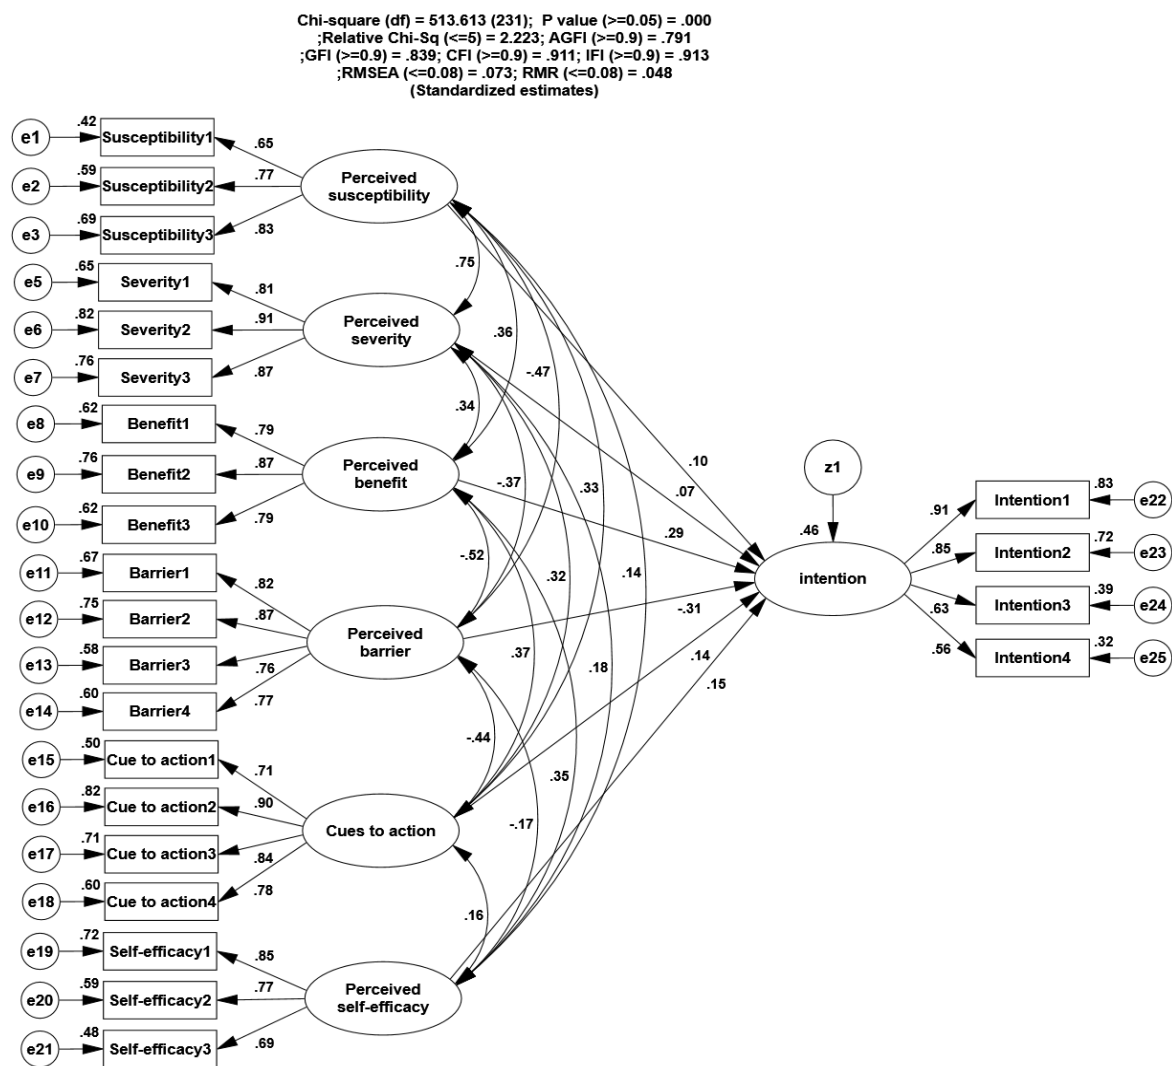 Chi-square (df) = 513.613 (231);  P value (>=0.05) = .000
;Relative Chi-Sq (<=5) = 2.223; AGFI (>=0.9) = .791
;GFI (>=0.9) = .839; CFI (>=0.9) = .911; IFI (>=0.9) = .913
;RMSEA (<=0.08) = .073; RMR (<=0.08) = .048
(Standardized estimates)
e1
.42
Susceptibility1
.65
e2
.59
Susceptibility2
.77
e3
.69
Susceptibility3
.83
Perceived
susceptibility
e5
.65
Severity1
.81
e6
.82
Severity2
.91
e7
.76
Severity3
.87
Perceived
severity
e8
.62
Benefit1
.79
e9
.76
Benefit2
.87
e10
.62
Benefit3
.79
Perceived
benefit
e11
.67
Barrier1
.82
e12
.75
Barrier2
.87
e13
.58
Barrier3
.76
e14
.60
Barrier4
.77
Perceived
barrier
e15
.50
Cue to action1
.71
e16
.82
Cue to action2
.90
e17
.71
Cue to action3
.84
e18
.60
Cue to action4
.78
Cues to action
e19
.72
Self-efficacy1
.85
e20
.59
Self-efficacy2
.77
e21
.48
Self-efficacy3
.69
Perceived
self-efficacy
.75
.36
-.47
.34
-.37
.33
-.52
.32
.14
.37
.18
-.44
.35
-.17
.16
.10
.07
.29
-.31
.14
.15
z1
.46
intention
.91
Intention1
.83
e22
.85
Intention2
.72
e23
.63
Intention3
.39
e24
.56
Intention4
.32
e25